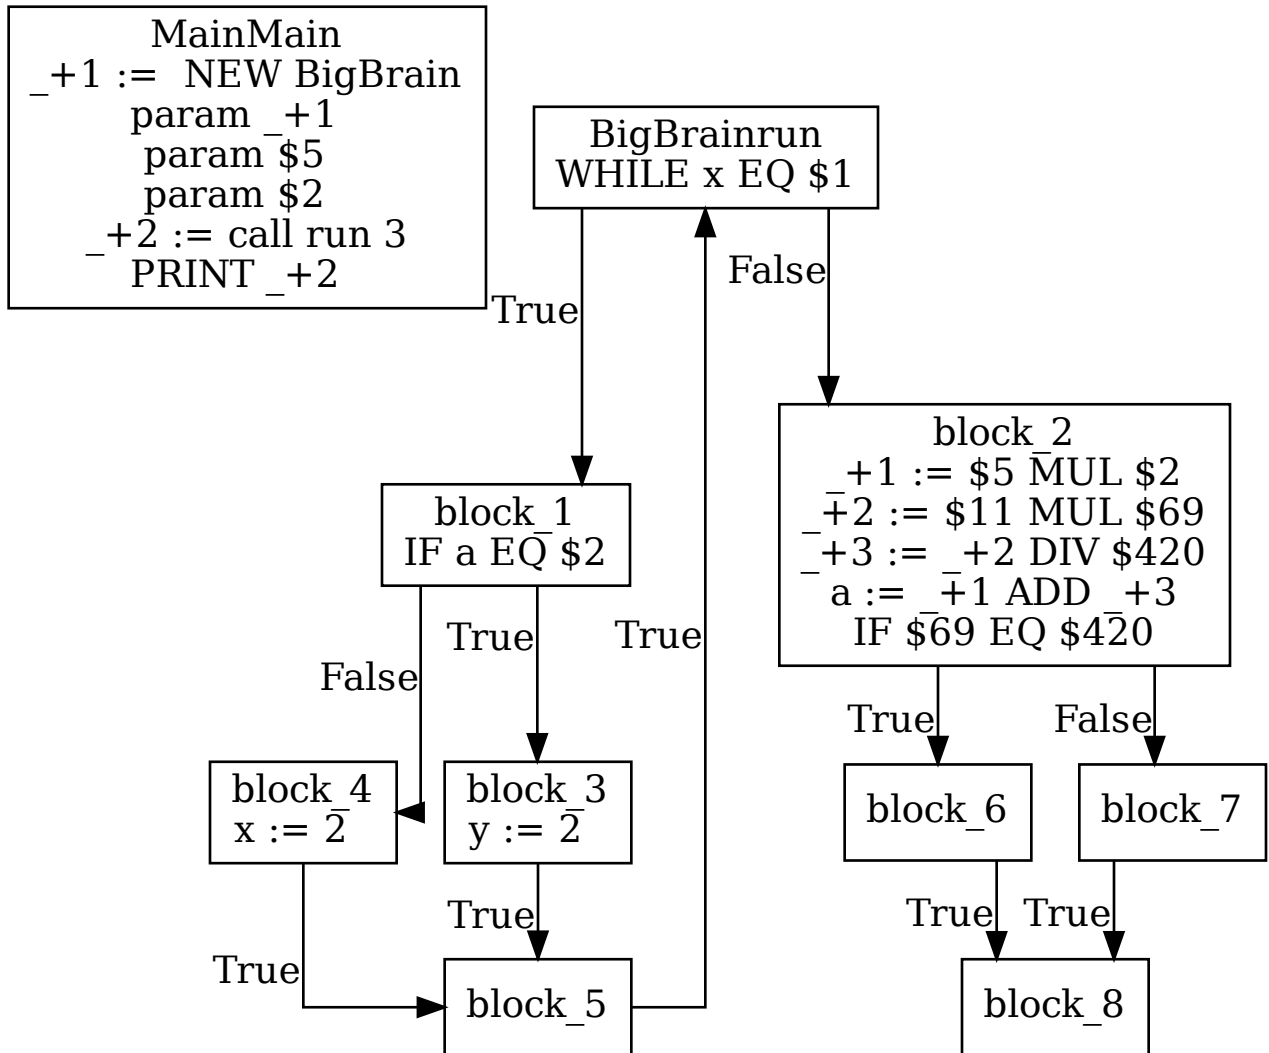 MainMain
_+1 := NEW BigBrain
param _+1
param $5
param $2
_+2 := call run 3
PRINT _+2
BigBrainrun
WHILE x EQ $1
True
False
block_1
IF a EQ $2
block_2
_+1 := $5 MUL $2
_+2 := $11 MUL $69
_+3 := _+2 DIV $420
a := _+1 ADD _+3
IF $69 EQ $420
False
True
True
True
False
block_4
x := 2
block_3
y := 2
block_6
block_7
True
True
True
True
block_5
block_8